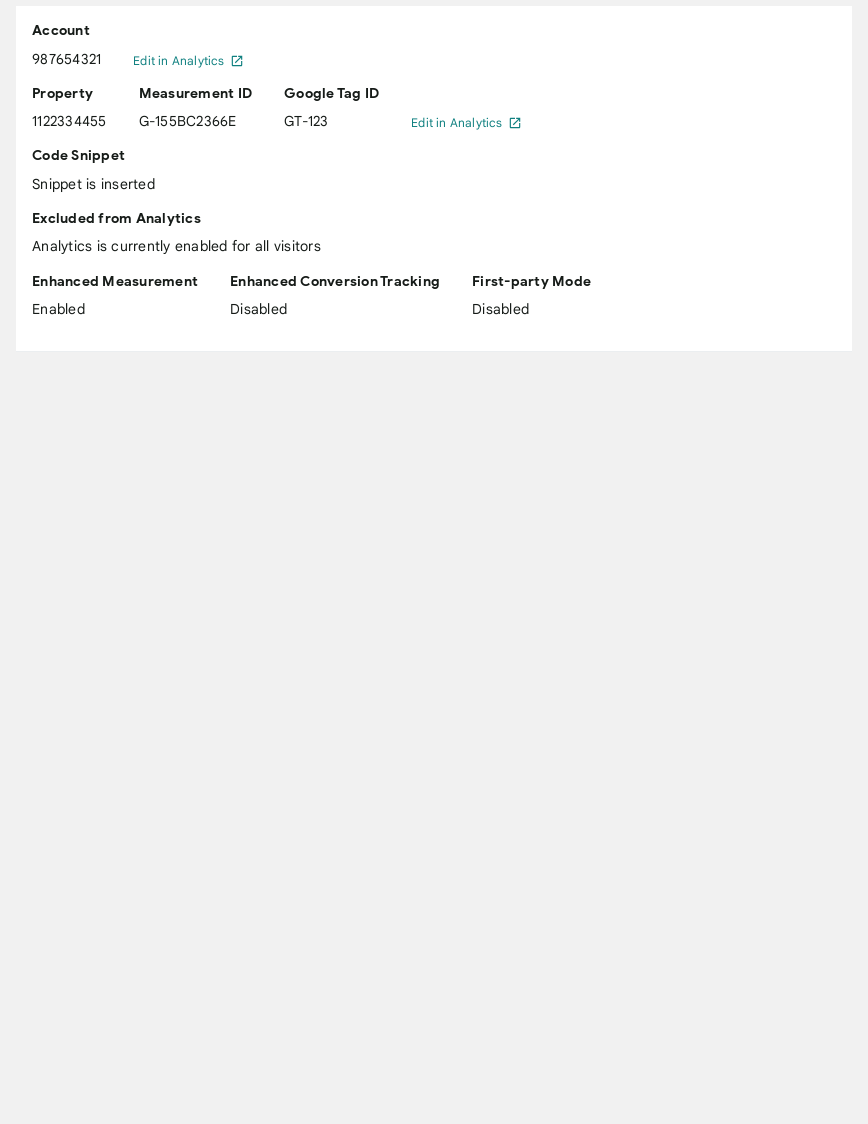 Account
987654321 Edit in Analytics
Property Measurement ID Google Tag ID
1122334455 G-155BC2366E GT-123 Edit in Analytics
Code Snippet
Snippet is inserted
Excluded from Analytics
Analytics is currently enabled for all visitors
Enhanced Measurement Enhanced Conversion Tracking First-party Mode
Enabled Disabled Disabled